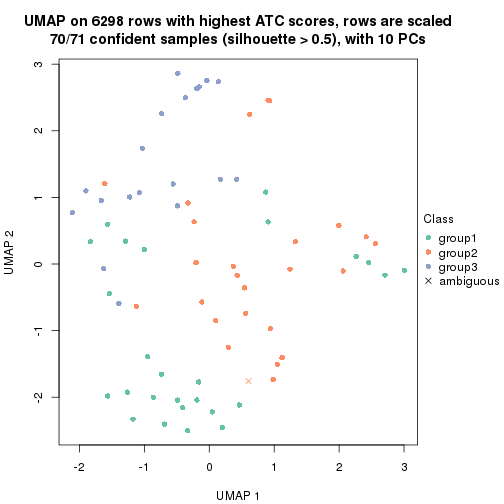 UMAP on 6298 rows with highest ATC scores, rows are scaled
70/71 confident samples (silhouette > 0.5), with 10 PCs
3
2
1
0
-1
-2
UMAP 2
-2 -1 0 1 2 3
UMAP 1
Class
group1
group2
group3
ambiguous